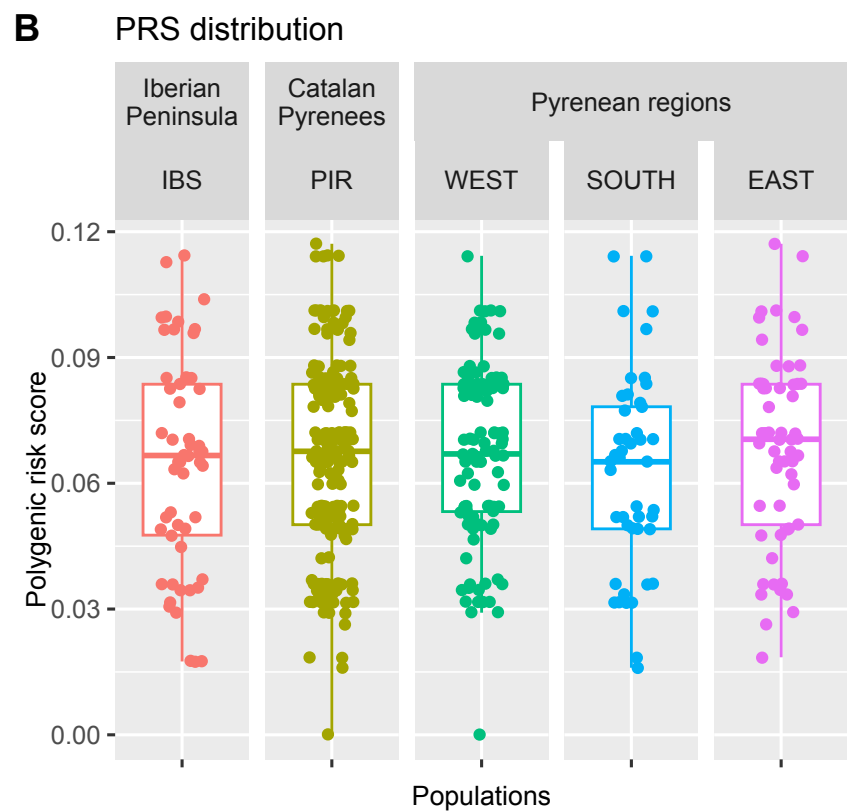 B PRS distribution
Iberian
Peninsula
Catalan
Pyrenees
Pyrenean regions
IBS PIR WEST SOUTH EAST
Polygenic risk score
0.12
0.09
0.06
0.03
0.00
Populations